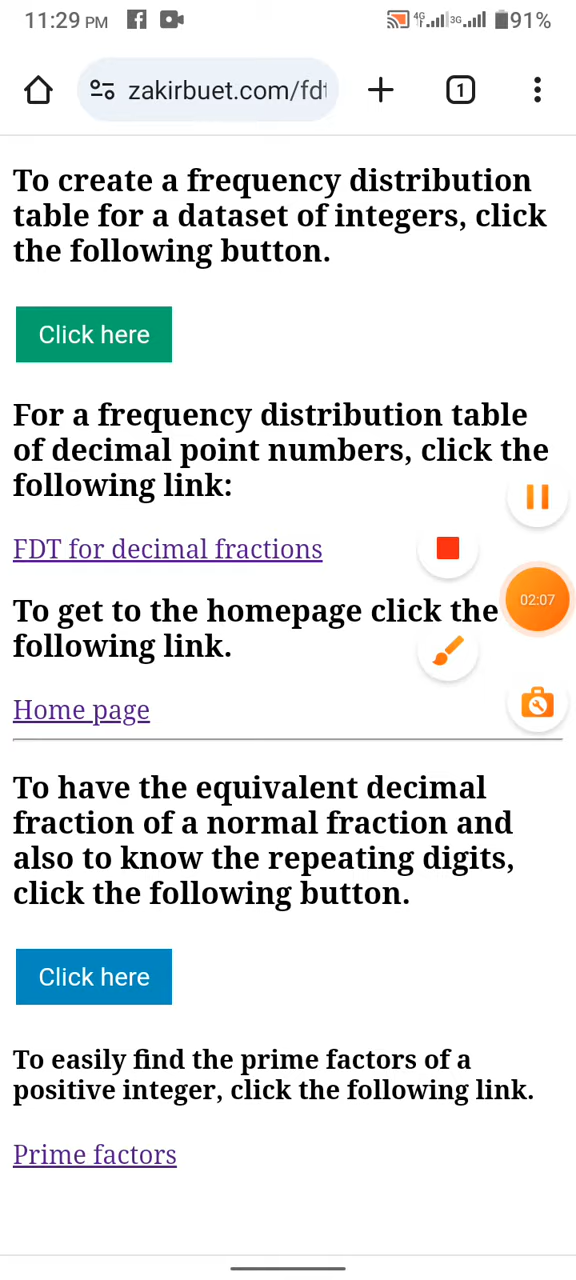 11:29 PM 4G 3G 91%
zakirbuet.com/fdt 1
To create a frequency distribution
table for a dataset of integers, click
the following button.
Click here
For a frequency distribution table
of decimal point numbers, click the
following link:
FDT for decimal fractions
To get to the homepage click the
02:07
following link.
Home page
To have the equivalent decimal
fraction of a normal fraction and
also to know the repeating digits,
click the following button.
Click here
To easily find the prime factors of a
positive integer, click the following link.
Prime factors